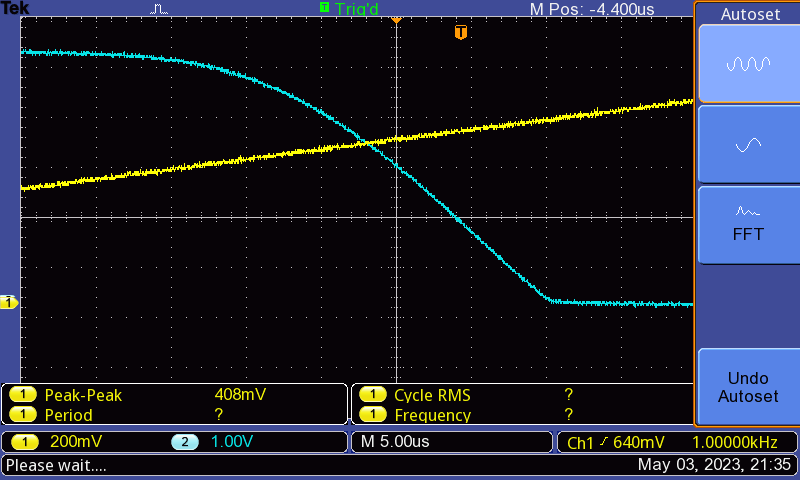 Tek Trig'd M Pos: -4.400us Autoset
T
FFT
1
Undo
Autoset
1 Peak-Peak 408mV 1 Cycle RMS ?
1 Period ? 1 Frequency ?
1 200mV 2 1.00V M 5.00us Ch1 640mV 1.00000kHz
Please wait.... May 03, 2023, 21:35